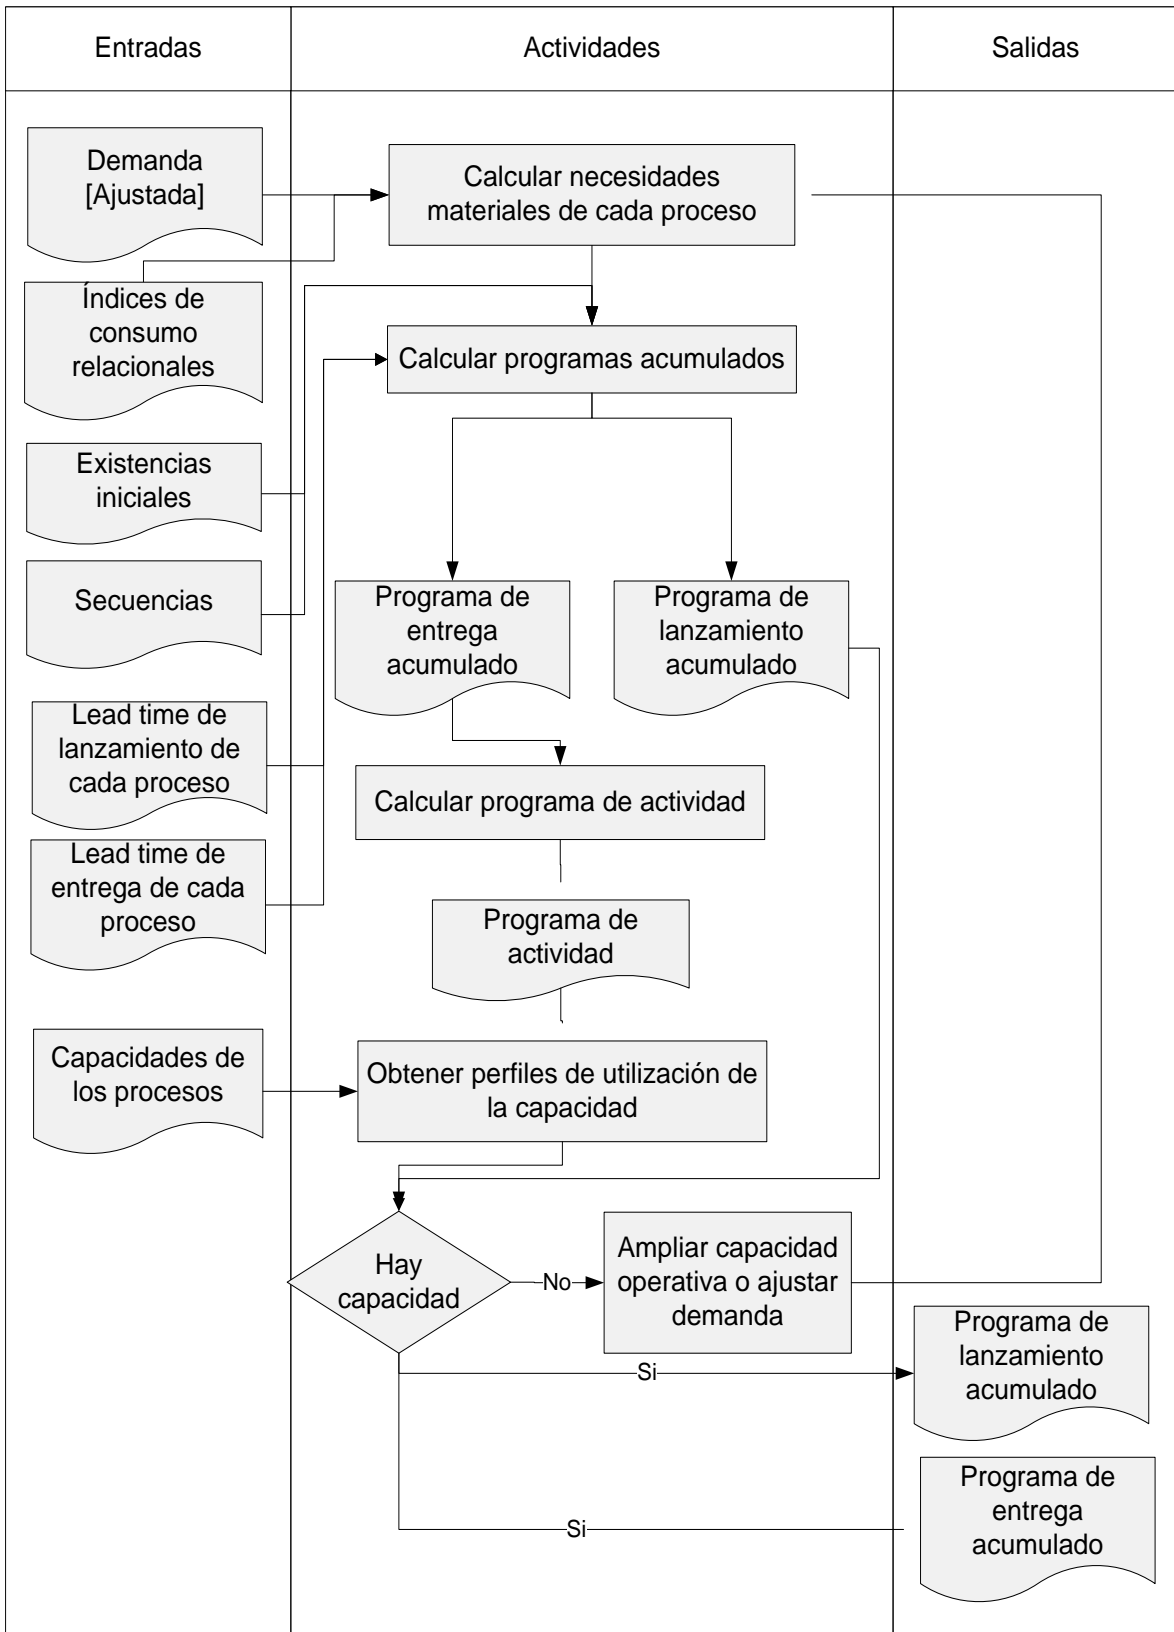 Entradas
Actividades
Salidas
Demanda
[Ajustada]
Calcular necesidades
materiales de cada proceso
Índices de
consumo
relacionales
Calcular programas acumulados
Existencias
iniciales
Secuencias
Programa de
entrega
acumulado
Programa de
lanzamiento
acumulado
Lead time de
lanzamiento de
cada proceso
Calcular programa de actividad
Lead time de
entrega de cada
proceso
Programa de
actividad
Capacidades de
los procesos
Obtener perfiles de utilización de
la capacidad
Hay
capacidad
No
Ampliar capacidad
operativa o ajustar
demanda
Si
Programa de
lanzamiento
acumulado
Si
Programa de
entrega
acumulado